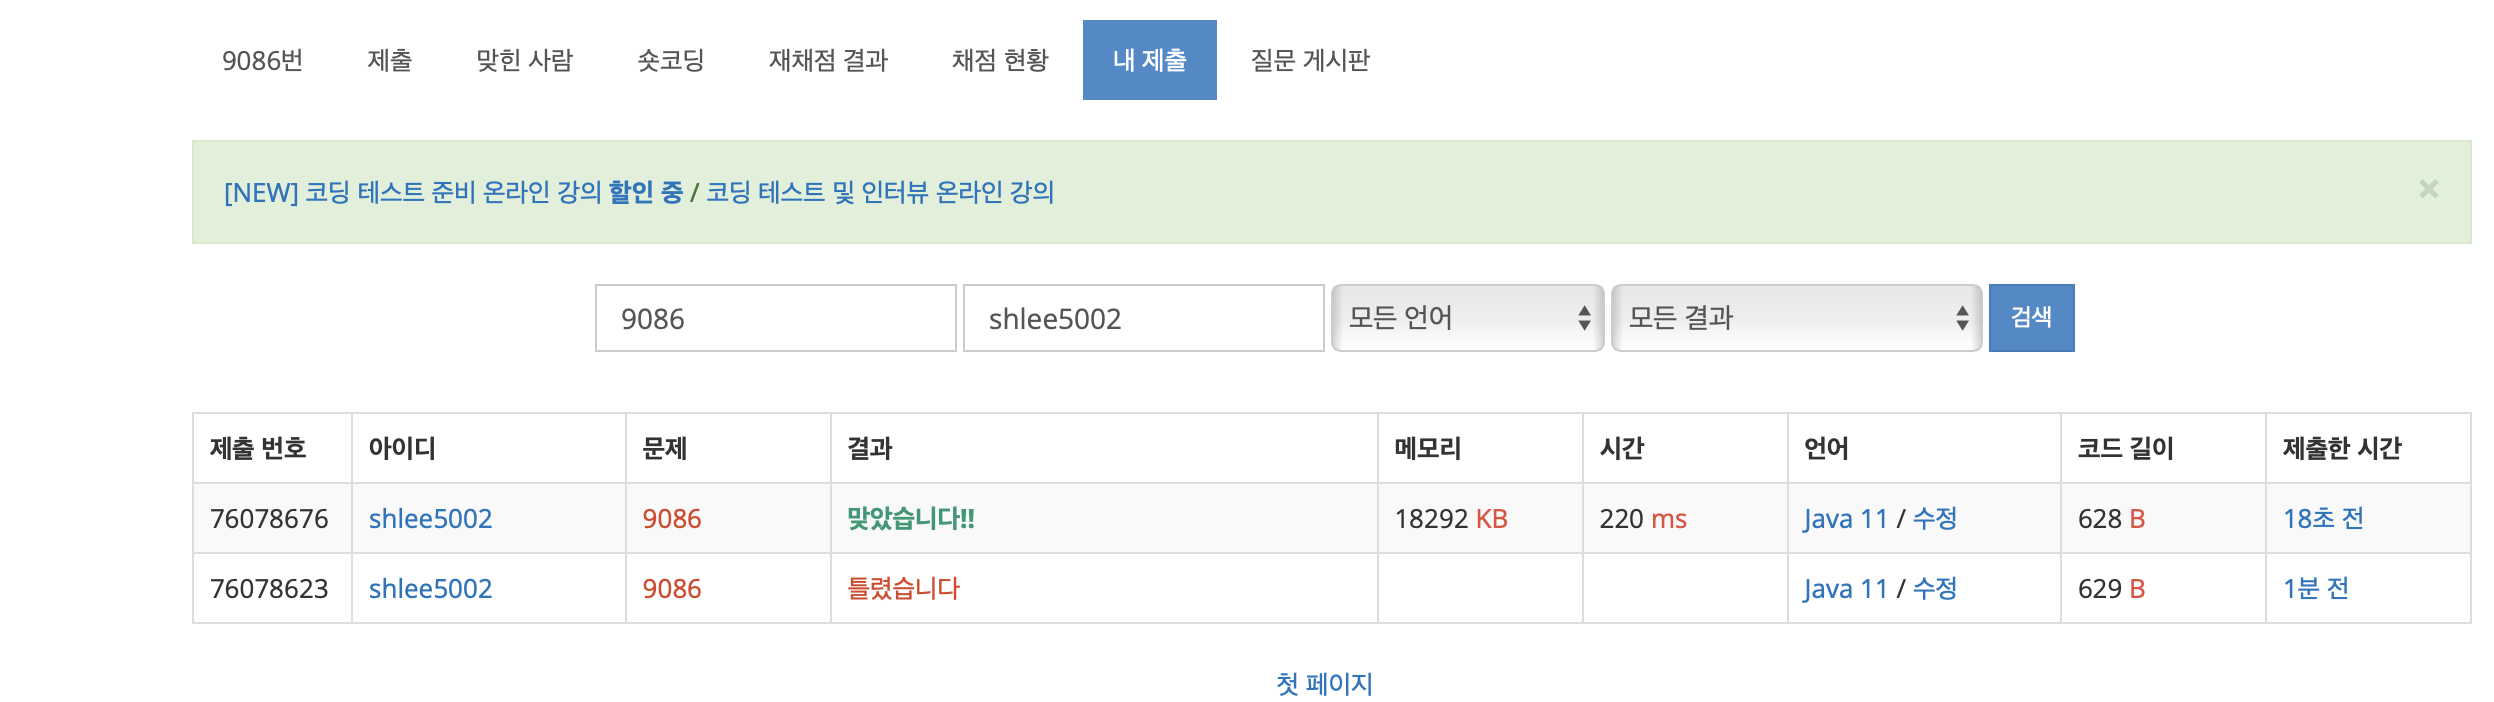 9086번 제출 맞힌 사람 숏코딩 재채점 결과 채점 현황 내 제출 질문 게시판
[NEW] 코딩 테스트 준비 온라인 강의 할인 중 / 코딩 테스트 및 인터뷰 온라인 강의 ×
9086 shlee5002 모든 언어 모든 결과 검색
제출 번호 아이디 문제 결과 메모리 시간 언어 코드 길이 제출한 시간
76078676 shlee5002 9086 맞았습니다!! 18292 KB 220 ms Java 11 / 수정 628 B 18초 전
76078623 shlee5002 9086 틀렸습니다 Java 11 / 수정 629 B 1분 전
첫 페이지